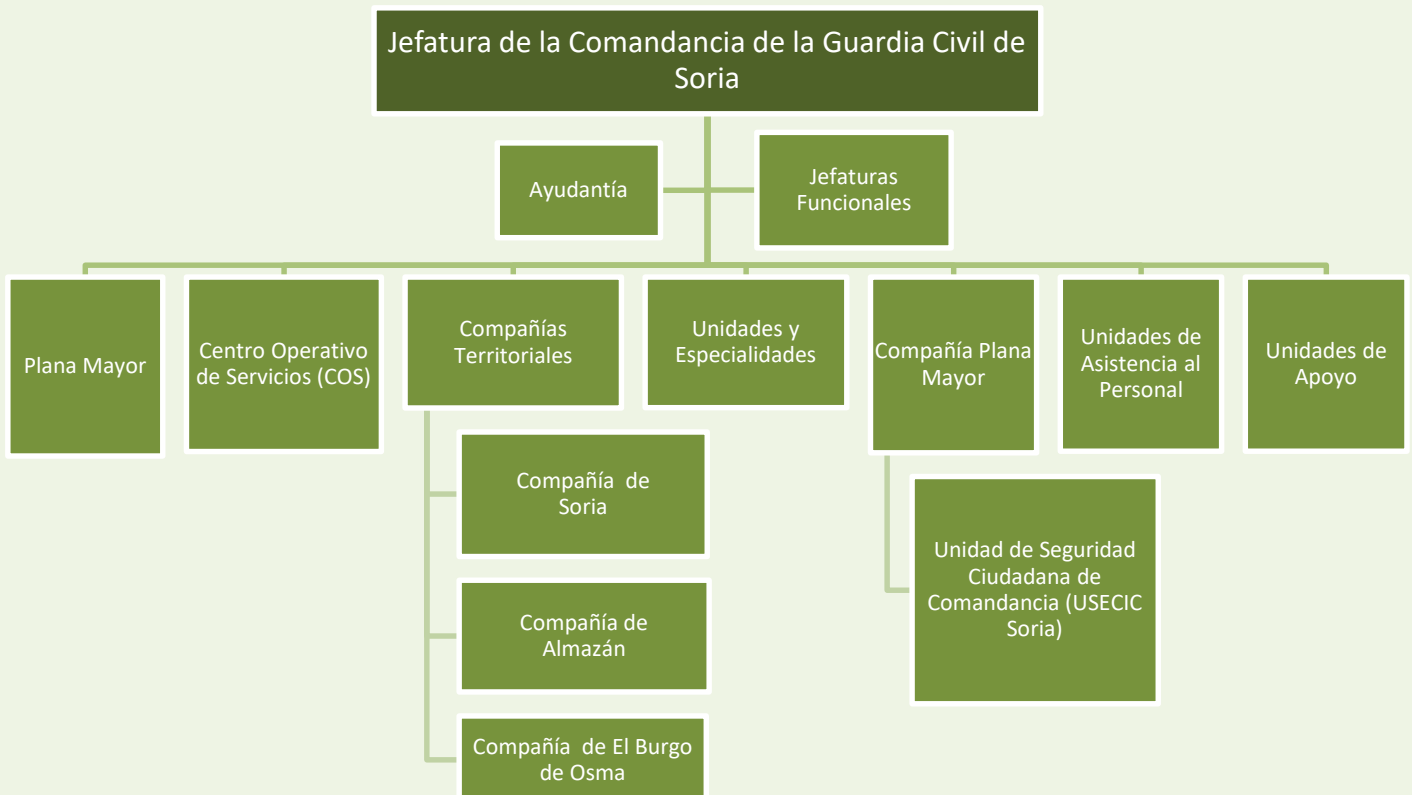 Jefatura de la Comandancia de la Guardia Civil de
Soria
Ayudantía
Jefaturas
Funcionales
Plana Mayor
Centro Operativo
de Servicios (COS)
Compañías
Territoriales
Unidades y
Especialidades
Compañía Plana
Mayor
Unidades de
Asistencia al
Personal
Unidades de
Apoyo
Compañía  de
Soria
Compañía de
Almazán
Compañía  de El Burgo
de Osma
Unidad de Seguridad
Ciudadana de
Comandancia (USECIC
Soria)